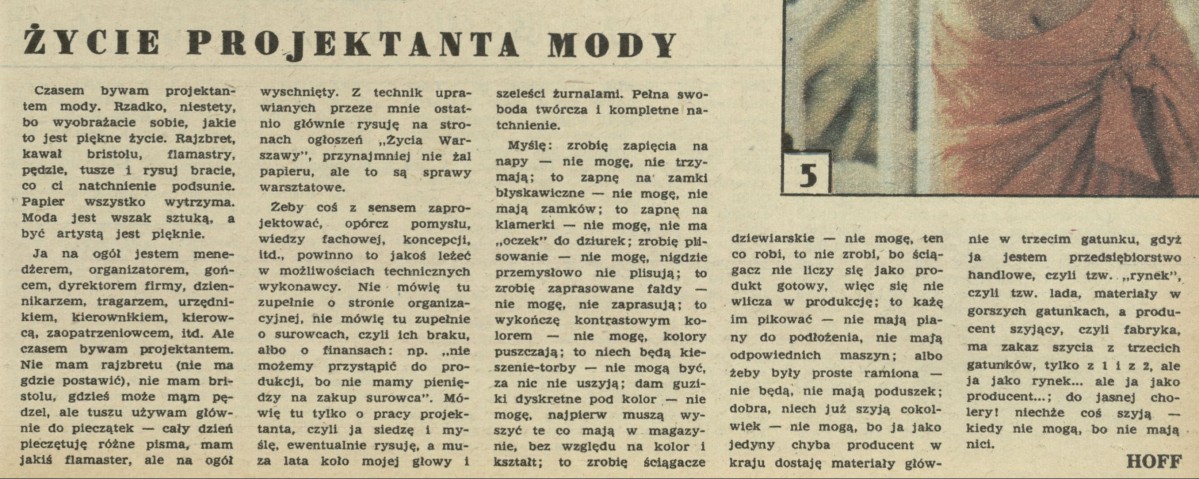 ŻYCIE PROJEKTANTA MODY
Czasem bywam projektan-
tem mody. Rzadko, niestety,
bo wyobrażacie sobie, jakie
to jest piękne życie. Rajzbret,
kawał bristolu, flamastry,
pędzle, tusze i rysuj bracie,
co ci natchnienie podsunie.
Papier wszystko wytrzyma.
Moda jest wszak sztuką, a
być artystą jest pięknie.
Ja na ogół jestem mene-
dżerem, organizatorem, goń-
cem, dyrektorem firmy, dzien-
nikarzem, tragarzem, urzędni-
kiem, kierownikiem, kierow-
cą, zaopatrzeniowcem, itd. Ale
czasem bywam projektantem.
Nie mam rajzbretu (nie ma
gdzie postawić), nie mam bri-
stolu, gdzieś może mam pę-
dzel, ale tuszu używam głów-
nie do pieczątek — cały dzień
pieczętuję różne pisma, mam
jakiś flamaster, ale na ogół
wyschnięty. Z technik upra-
wianych przeze mnie ostat-
nio głównie rysuję na stro-
nach ogłoszeń „Życia War-
szawy", przynajmniej nie żal
papieru, ale to są sprawy
warsztatowe.
Żeby coś z sensem zapro-
jektować, opórcz pomysłu,
wiedzy fachowej, koncepcji,
itd., powinno to jakoś leżeć
w możliwościach technicznych
wykonawcy. Nie mówię tu
zupełnie o stronie organiza-
cyjnej, nie mówię tu zupełnie
o surowcach, czyli ich braku,
albo o finansach: np. „nie
możemy przystąpić do pro-
dukcji, bo nie mamy pienię-
dzy na zakup surowca". Mó-
wię tu tylko o pracy projek-
tanta, czyli ja siedzę i my-
ślę, ewentualnie rysuję, a mu-
za lata koło mojej głowy i
szeleści żurnalami. Pełna swo-
boda twórcza i kompletne na-
tchnienie.
Myślę: zrobię zapięcia na
napy — nie mogę, nie trzy-
mają; to zapnę na zamki
błyskawiczne — nie mogę, nie
mają zamków; to zapnę na
klamerki — nie mogę, nie ma
„oczek" do dziurek; zrobię pli-
sowanie — nie mogę, nigdzie
przemysłowo nie plisują; to
zrobię zaprasowane fałdy —
nie mogę, nie zaprasują; to
wykończę kontrastowym ko-
lorem — nie mogę, kolory
puszczają; to niech będą kie-
szenie-torby — nie mogą być,
za nic nie uszyją; dam guzi-
ki dyskretne pod kolor — nie
mogę, najpierw muszą wy-
szyć te co mają w magazy-
nie, bez względu na kolor i
kształt; to zrobię ściągacze
dziewiarskie — nie mogę, ten
co robi, to nie zrobi, bo ścią-
gacz nie liczy się jako pro-
dukt gotowy, więc się nie
wlicza w produkcję; to każę
im pikować — nie mają pia-
ny do podłożenia, nie mają
odpowiednich maszyn; albo
żeby były proste ramiona —
nie będą, nie mają poduszek;
dobra, niech już szyją cokol-
wiek — nie mogą, bo ja jako
jedyny chyba producent w
kraju dostaję materiały głów-
nie w trzecim gatunku, gdyż
ja jestem przedsiębiorstwo
handlowe, czyli tzw. „rynek",
czyli tzw. lada, materiały w
gorszych gatunkach, a produ-
cent szyjący, czyli fabryka,
ma zakaz szycia z trzecich
gatunków, tylko z 1 i z 2, ale
ja jako rynek... ale ja jako
producent...; do jasnej cho-
lery! niechże coś szyją —
kiedy nie mogą, bo nie mają
nici.
HOFF
5